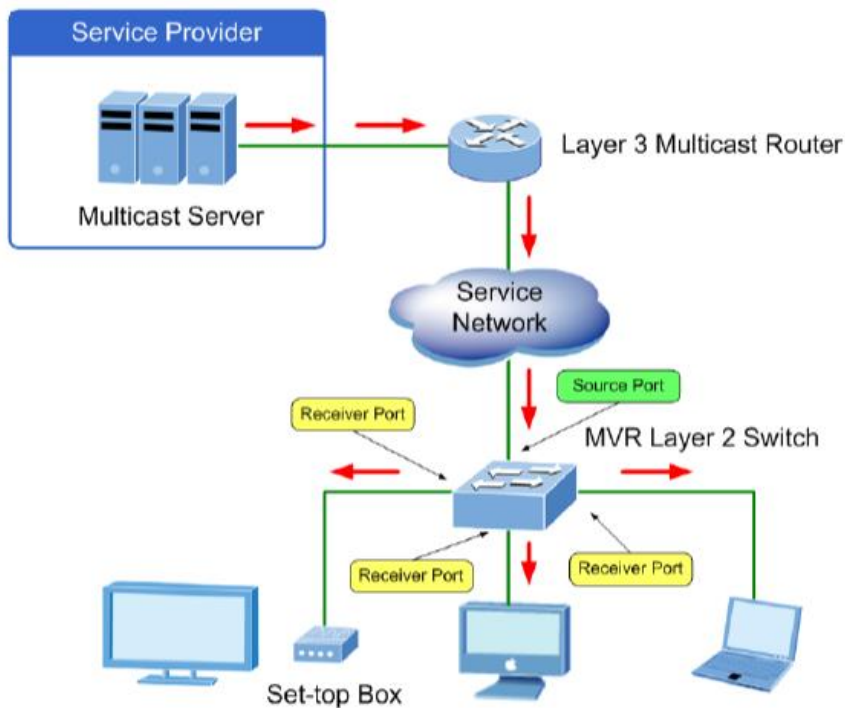 Service Provider
Multicast Server
Layer 3 Multicast Router
Service
Network
Source Port
Receiver Port
MVR Layer 2 Switch
Receiver Port
Receiver Port
Set-top Box